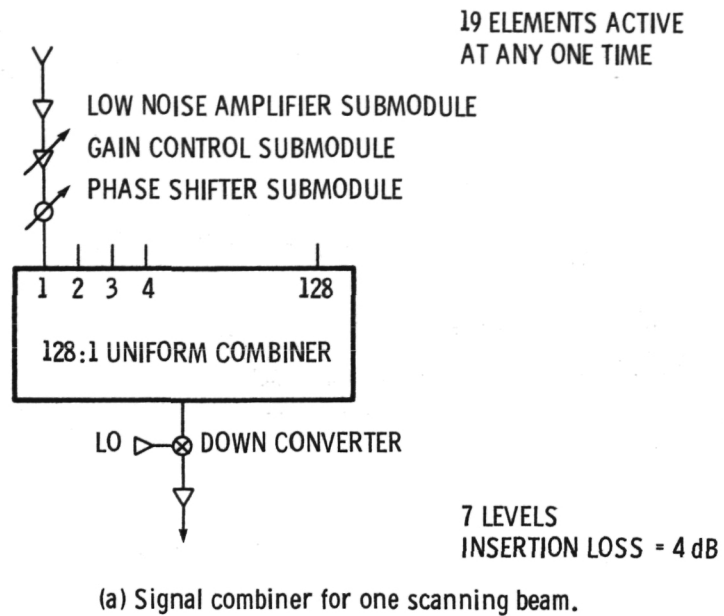 19 ELEMENTS ACTIVE
AT ANY ONE TIME
LOW NOISE AMPLIFIER SUBMODULE
GAIN CONTROL SUBMODULE
PHASE SHIFTER SUBMODULE
1 2 3 4 128
128:1 UNIFORM COMBINER
LO DOWN CONVERTER
7 LEVELS
INSERTION LOSS = 4 dB
(a) Signal combiner for one scanning beam.